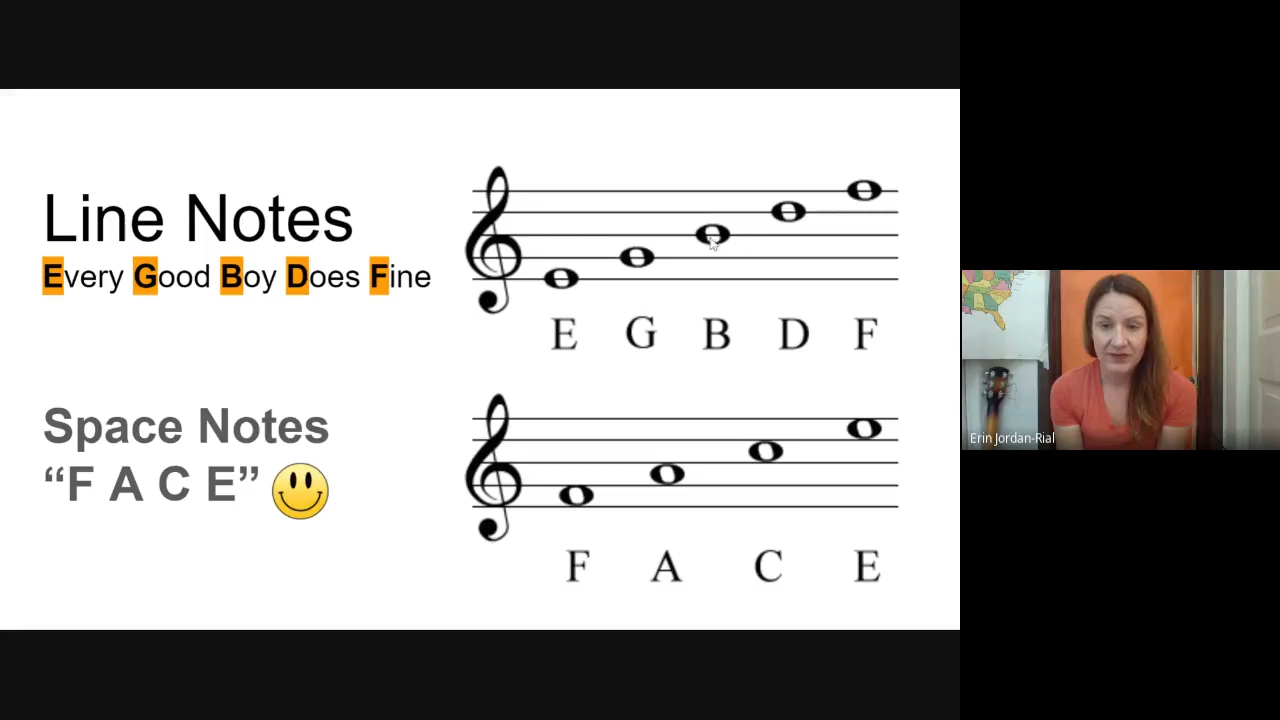 Line Notes
Every Good Boy Does Fine
E G B D F
Space Notes
“F A C E”
F A C E
Erin Jordan-Rial